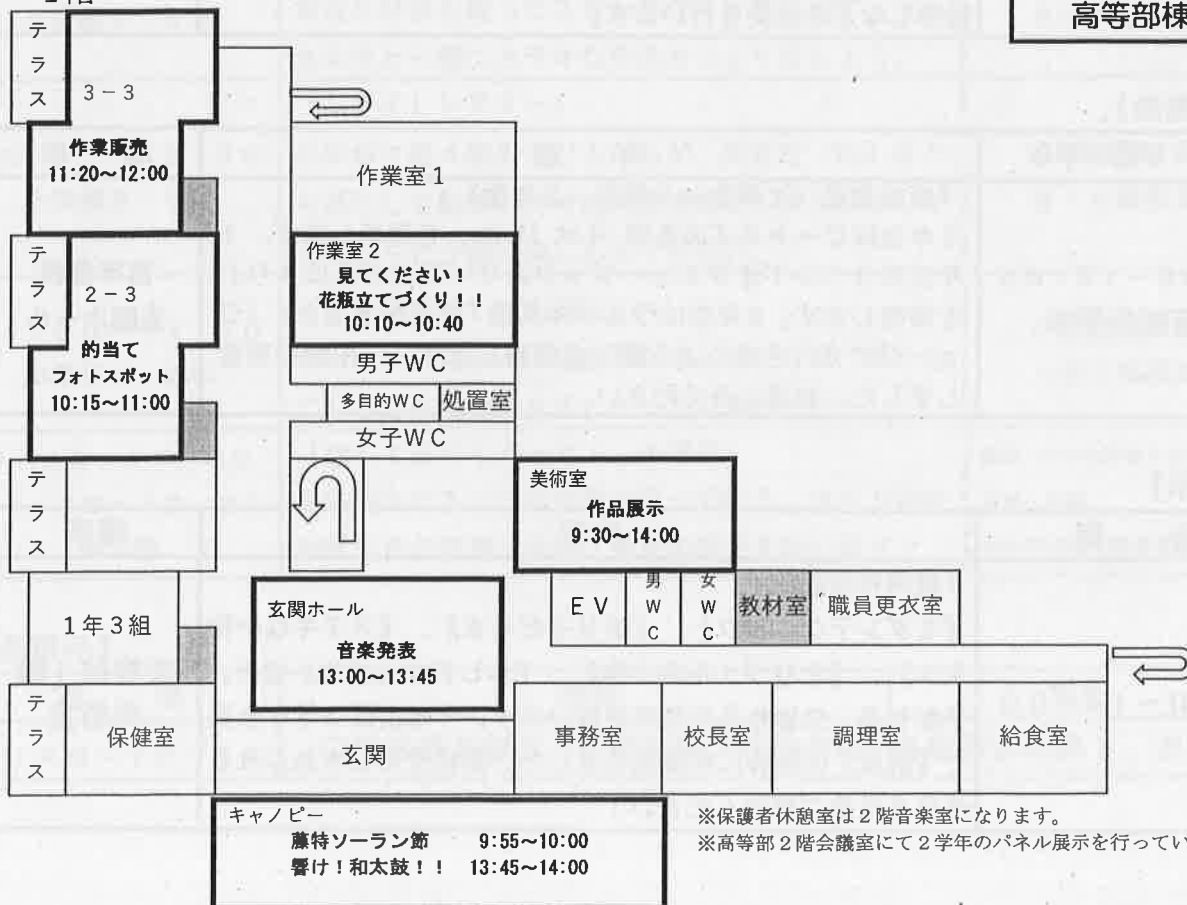 高等部棟
テラス
3-3
作業販売
11:20~12:00
作業室1
テラス
2-3
的当て
フォトスポット
10:15~11:00
作業室2
見てください!
花瓶立てづくり!!
10:10~10:40
男子WC
多目的WC
処置室
女子WC
テラス
美術室
作品展示
9:30~14:00
1年3組
玄関ホール
音楽発表
13:00~13:45
EV
男WC
女WC
教材室
職員更衣室
テラス
保健室
玄関
事務室
校長室
調理室
給食室
キャノピー
藤特ソーラン節 9:55~10:00
響け!和太鼓!! 13:45~14:00
※保護者休憩室は2階音楽室になります。
※高等部2階会議室にて2学年のパネル展示を行ってい